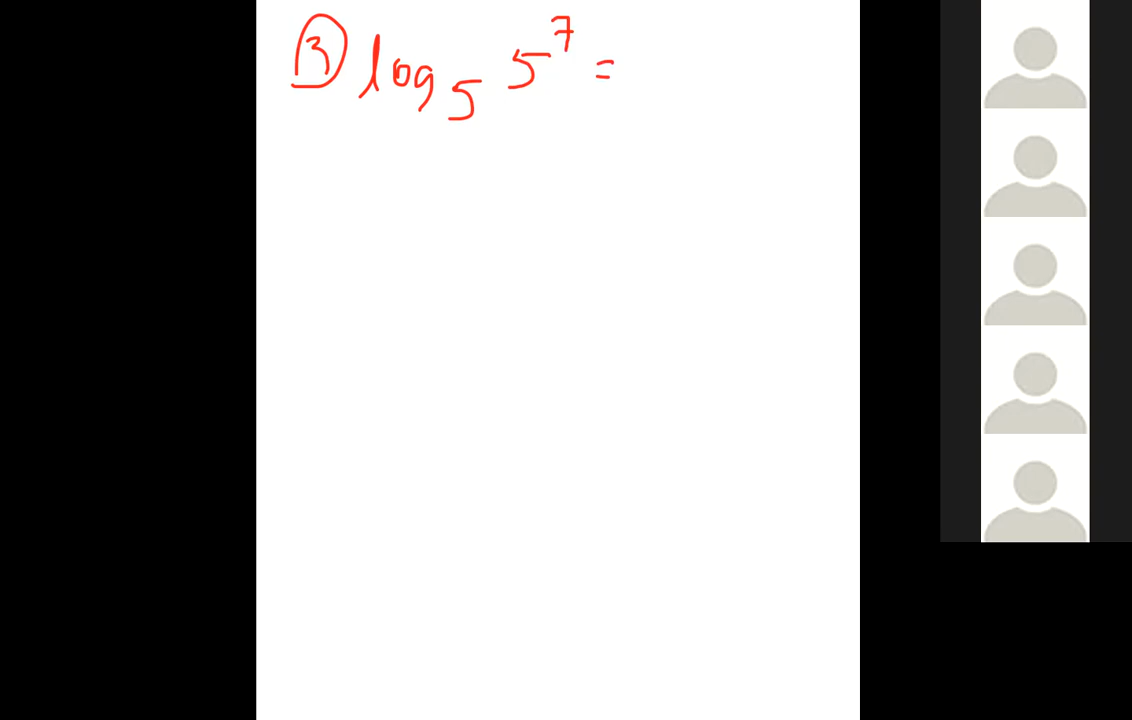 ③ log₅ 5⁷ =